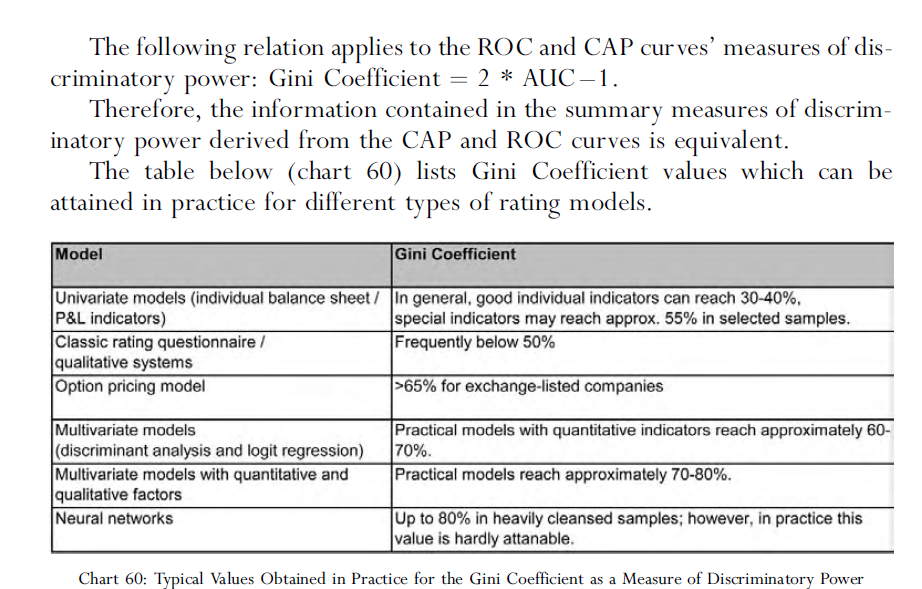 The following relation applies to the ROC and CAP curves’ measures of dis-
criminatory power: Gini Coefficient = 2 * AUC–1.
Therefore, the information contained in the summary measures of discrim-
inatory power derived from the CAP and ROC curves is equivalent.
The table below (chart 60) lists Gini Coefficient values which can be
attained in practice for different types of rating models.
Model Gini Coefficient
Univariate models (individual balance sheet / In general, good individual indicators can reach 30-40%,
P&L indicators) special indicators may reach approx. 55% in selected samples.
Classic rating questionnaire / Frequently below 50%
qualitative systems
Option pricing model >65% for exchange-listed companies
Multivariate models Practical models with quantitative indicators reach approximately 60-
(discriminant analysis and logit regression) 70%.
Multivariate models with quantitative and Practical models reach approximately 70-80%.
qualitative factors
Neural networks Up to 80% in heavily cleansed samples; however, in practice this
value is hardly attanable.
Chart 60: Typical Values Obtained in Practice for the Gini Coefficient as a Measure of Discriminatory Power